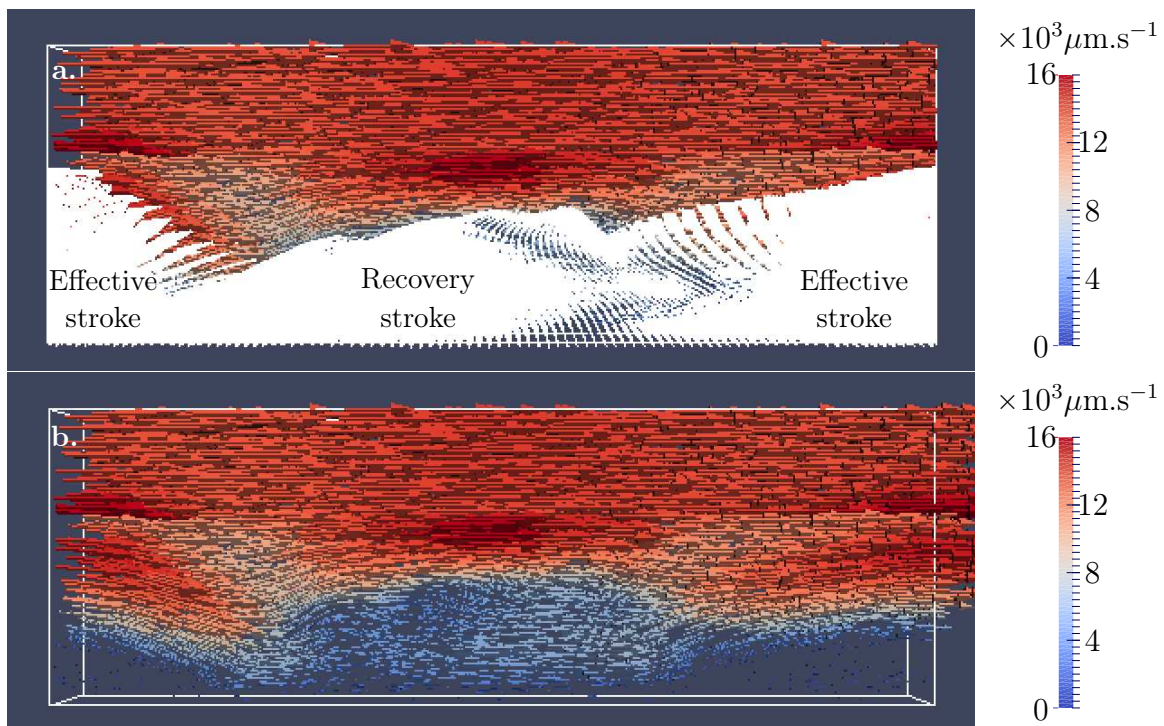 a.
×10³μm.s⁻¹
16
12
8
4
0
Effective
stroke
Recovery
stroke
Effective
stroke
b.
×10³μm.s⁻¹
16
12
8
4
0